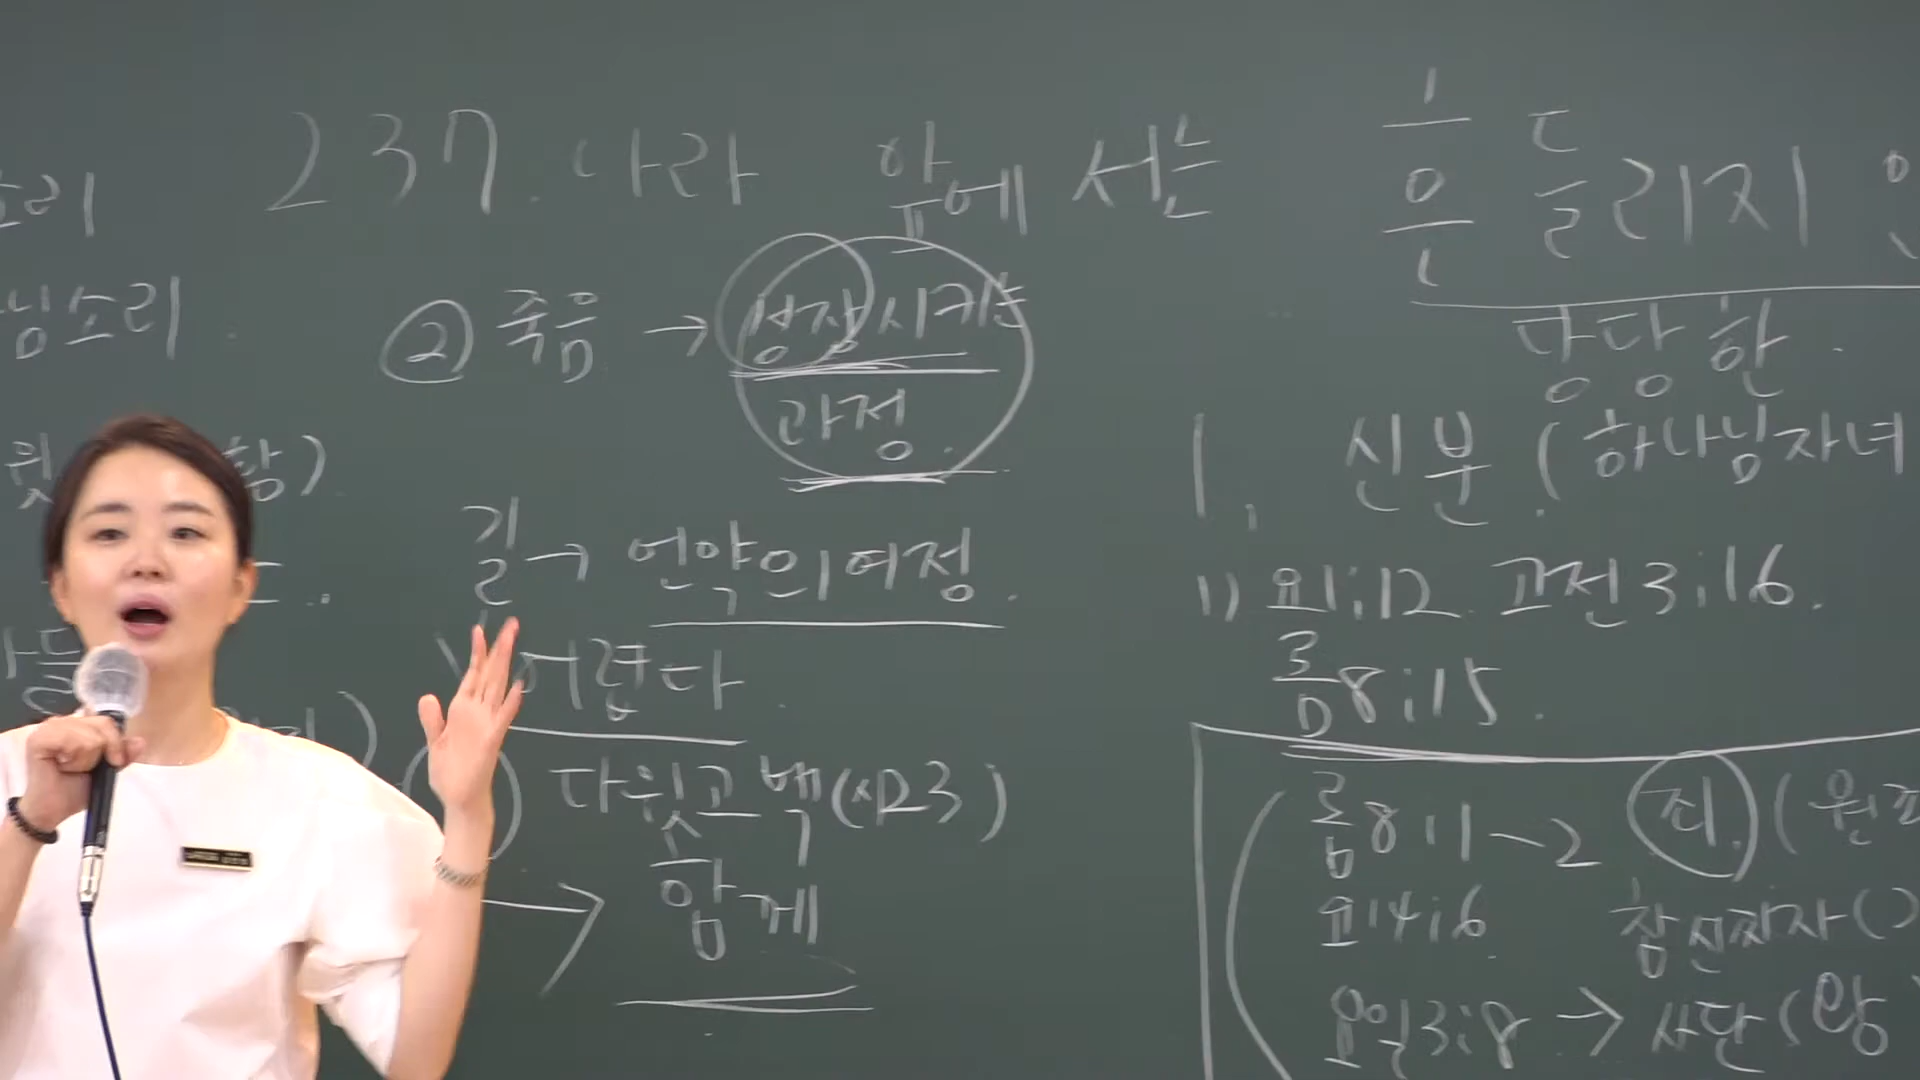 237. 나라 앞에 서는 흔들리지 안
소리
님소리.
② 죽음 → 성장시키는
과정.
당당한.
1. 신분. (하나님자녀
함)
길 → 언약의여정.
1) 요1:12. 고전3:16.
어렵다.
롬8:15.
다윗고백(시23)
→ 함께
롬8:1~2 죄. (원죄
요14:6. 참선지자(
요일3:8 → 사단(왕